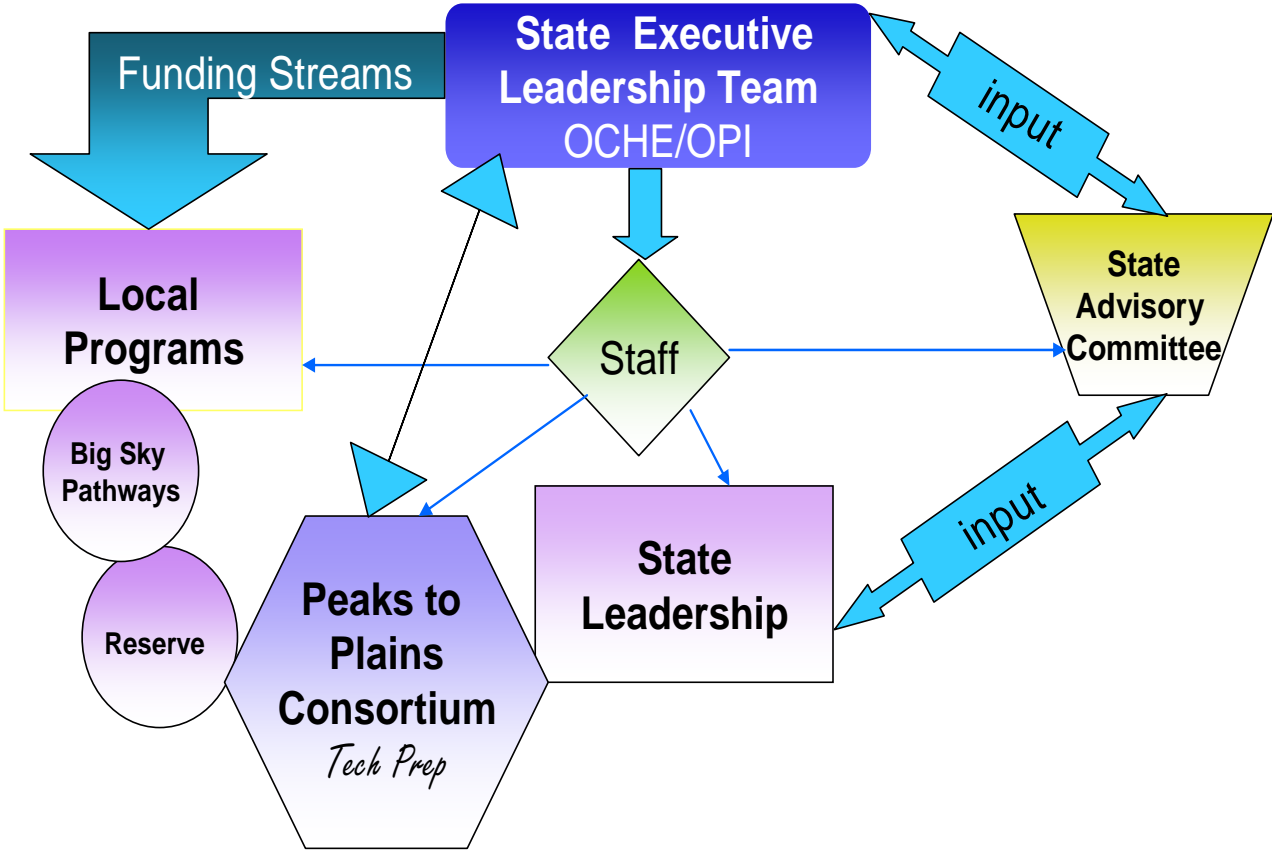 State Executive
Leadership Team
OCHE/OPI
Funding Streams
input
State
Advisory
Committee
Local
Programs
Staff
Big Sky
Pathways
input
State
Leadership
Peaks to
Plains
Consortium
Tech Prep
Reserve